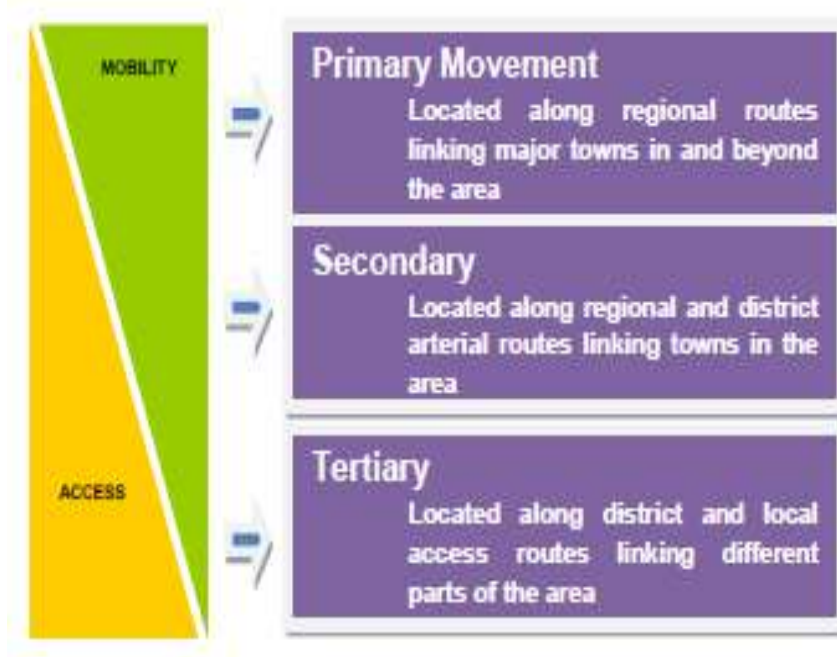 MOBILITY
Primary Movement
Located along regional routes
linking major towns in and beyond
the area
Secondary
Located along regional and district
arterial routes linking towns in the
area
ACCESS
Tertiary
Located along district and local
access routes linking different
parts of the area